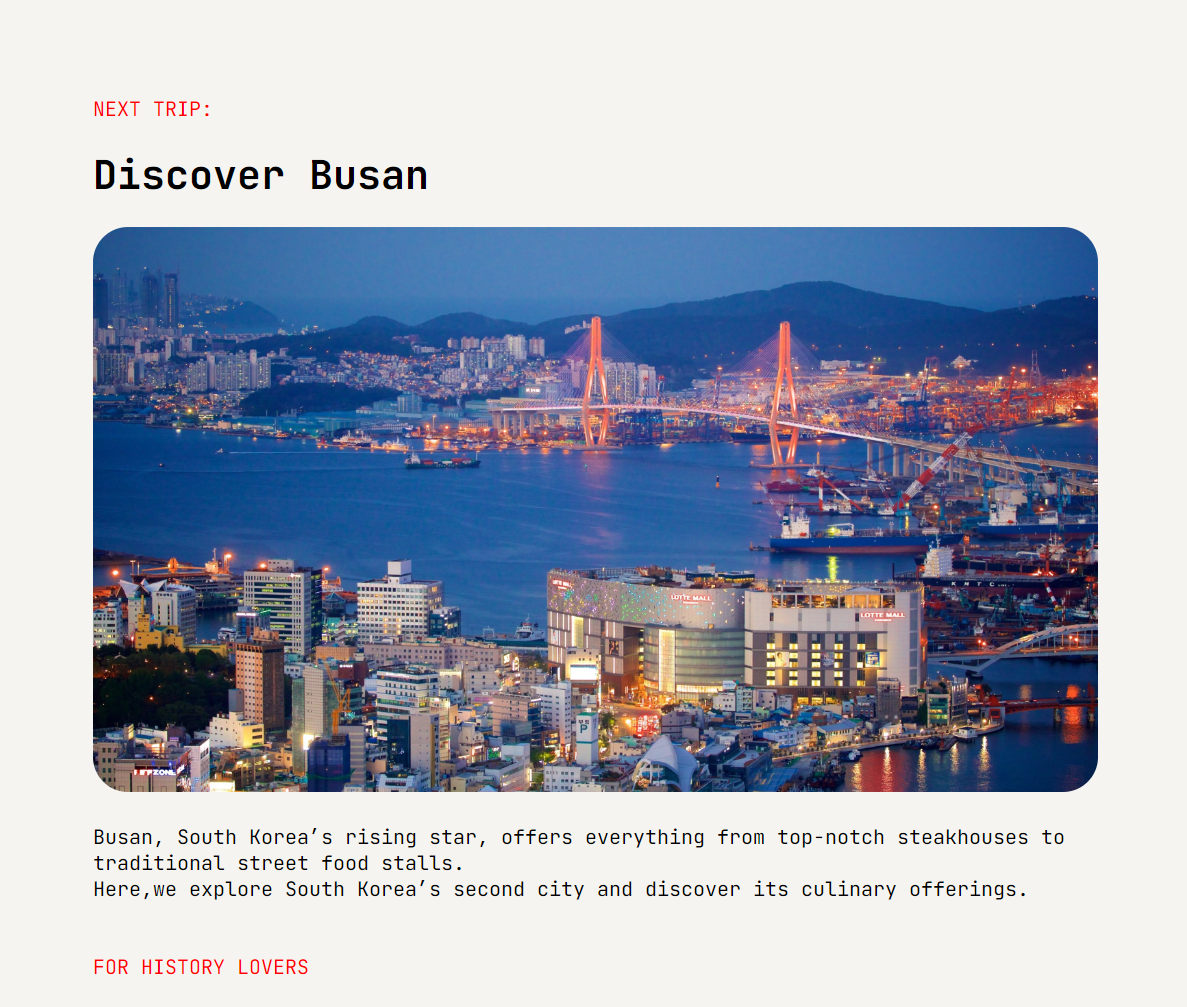 NEXT TRIP:
Discover Busan
LOTTE MALL
LOTTE MALL
LOTTE MALL
P
Busan, South Korea’s rising star, offers everything from top-notch steakhouses to
traditional street food stalls.
Here,we explore South Korea’s second city and discover its culinary offerings.
FOR HISTORY LOVERS